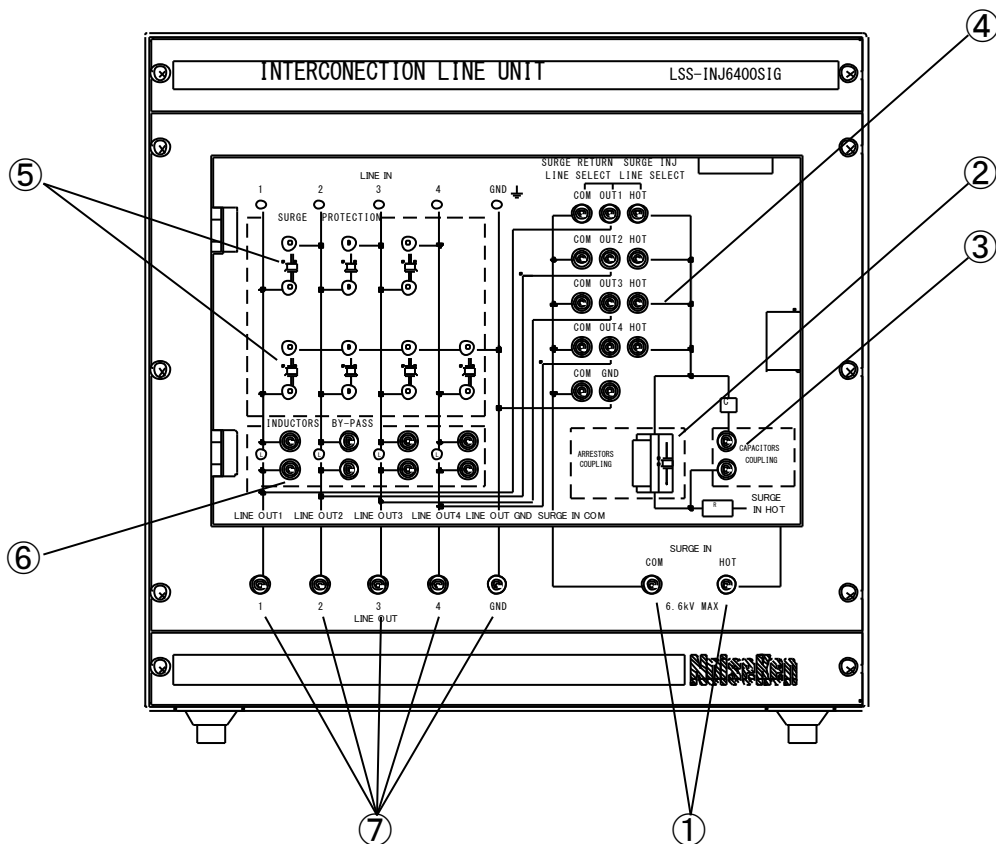 ④
INTERCONECTION LINE UNIT LSS-INJ6400SIG
⑤
②
③
SURGE RETURN SURGE INJ
LINE SELECT LINE SELECT
LINE IN
1 2 3 4 GND
COM OUT1 HOT
SURGE PROTECTION
COM OUT2 HOT
COM OUT3 HOT
COM OUT4 HOT
COM GND
C
INDUCTORS BY-PASS
L L L L
ARRESTORS
COUPLING
CAPACITORS
COUPLING
R
SURGE
IN HOT
LINE OUT1 LINE OUT2 LINE OUT3 LINE OUT4 LINE OUT GND SURGE IN COM
⑥
SURGE IN
COM HOT
1 2 3 4 GND
LINE OUT
6.6kV MAX
NoiseKen
⑦
①